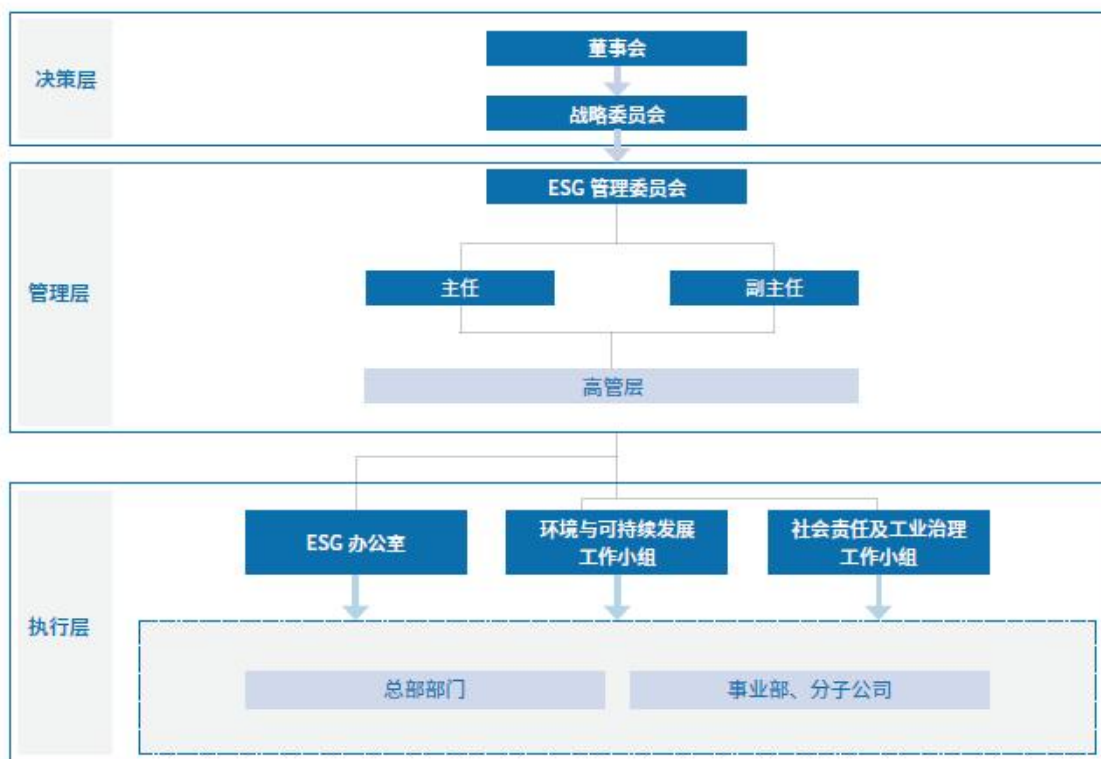 决策层
董事会
战略委员会
管理层
ESG 管理委员会
主任
副主任
高管层
执行层
ESG 办公室
环境与可持续发展
工作小组
社会责任及工业治理
工作小组
总部部门
事业部、分子公司